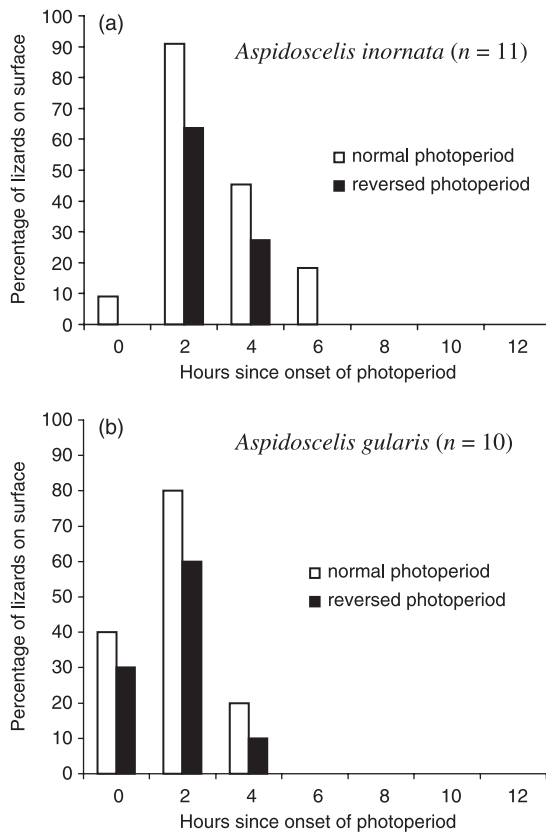 (a)
Aspidoscelis inornata (n = 11)
Percentage of lizards on surface
100
90
80
70
60
50
40
30
20
10
0
normal photoperiod
reversed photoperiod
0 2 4 6 8 10 12
Hours since onset of photoperiod
(b)
Aspidoscelis gularis (n = 10)
Percentage of lizards on surface
100
90
80
70
60
50
40
30
20
10
0
normal photoperiod
reversed photoperiod
0 2 4 6 8 10 12
Hours since onset of photoperiod